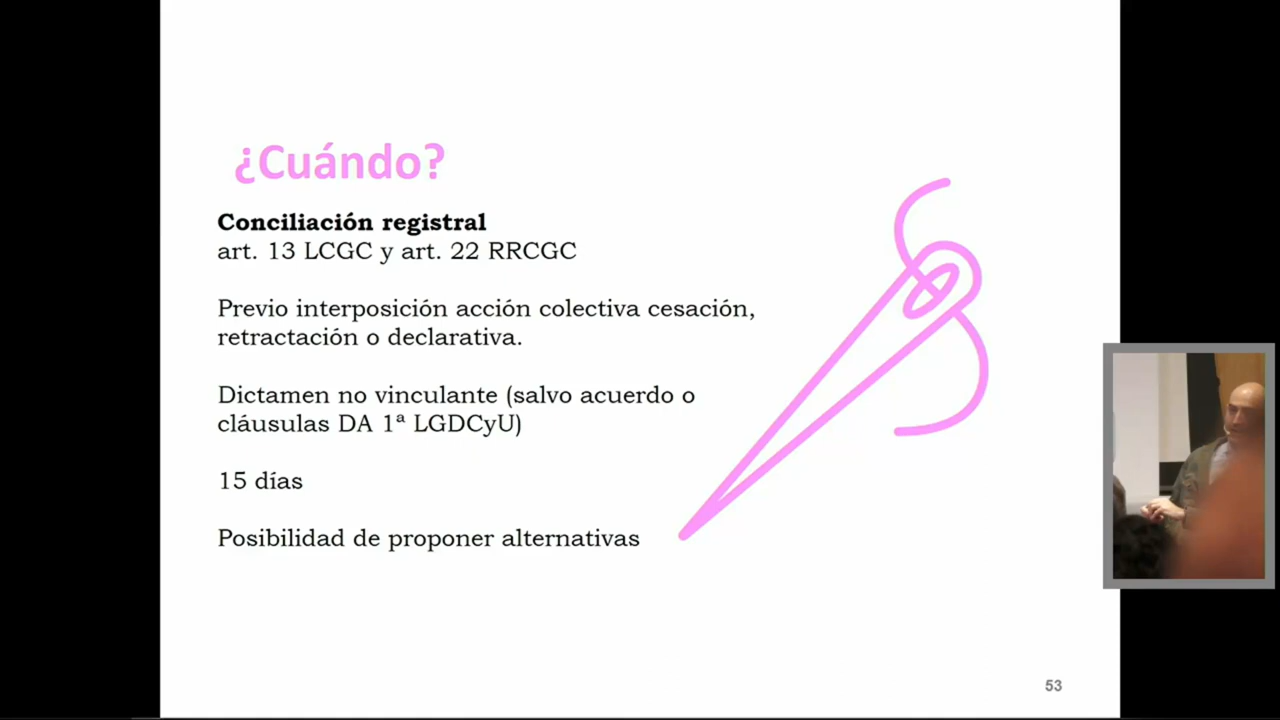 ¿Cuándo?
Conciliación registral
art. 13 LCGC y art. 22 RRCGC
Previo interposición acción colectiva cesación,
retractación o declarativa.
Dictamen no vinculante (salvo acuerdo o
cláusulas DA 1ª LGDCyU)
15 días
Posibilidad de proponer alternativas
53